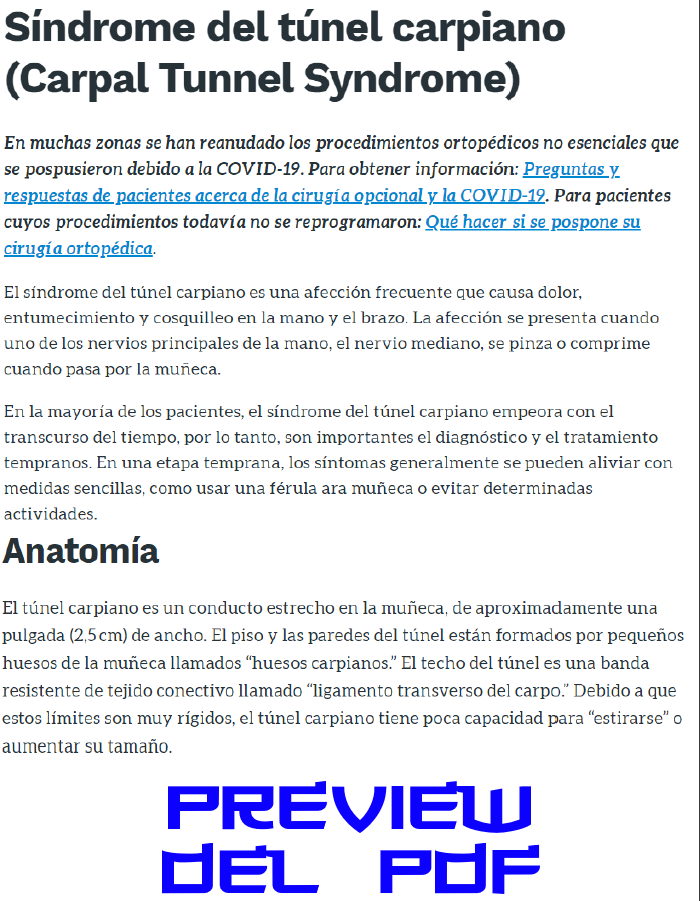 Síndrome del túnel carpiano
(Carpal Tunnel Syndrome)
En muchas zonas se han reanudado los procedimientos ortopédicos no esenciales que
se pospusieron debido a la COVID-19. Para obtener información: Preguntas y
respuestas de pacientes acerca de la cirugía opcional y la COVID-19. Para pacientes
cuyos procedimientos todavía no se reprogramaron: Qué hacer si se pospone su
cirugía ortopédica.
El síndrome del túnel carpiano es una afección frecuente que causa dolor,
entumecimiento y cosquilleo en la mano y el brazo. La afección se presenta cuando
uno de los nervios principales de la mano, el nervio mediano, se pinza o comprime
cuando pasa por la muñeca.
En la mayoría de los pacientes, el síndrome del túnel carpiano empeora con el
transcurso del tiempo, por lo tanto, son importantes el diagnóstico y el tratamiento
tempranos. En una etapa temprana, los síntomas generalmente se pueden aliviar con
medidas sencillas, como usar una férula ara muñeca o evitar determinadas
actividades.
Anatomía
El túnel carpiano es un conducto estrecho en la muñeca, de aproximadamente una
pulgada (2,5 cm) de ancho. El piso y las paredes del túnel están formados por pequeños
huesos de la muñeca llamados “huesos carpianos.” El techo del túnel es una banda
resistente de tejido conectivo llamado “ligamento transverso del carpo.” Debido a que
estos límites son muy rígidos, el túnel carpiano tiene poca capacidad para “estirarse” o
aumentar su tamaño.
PREVIEW
DEL PDF